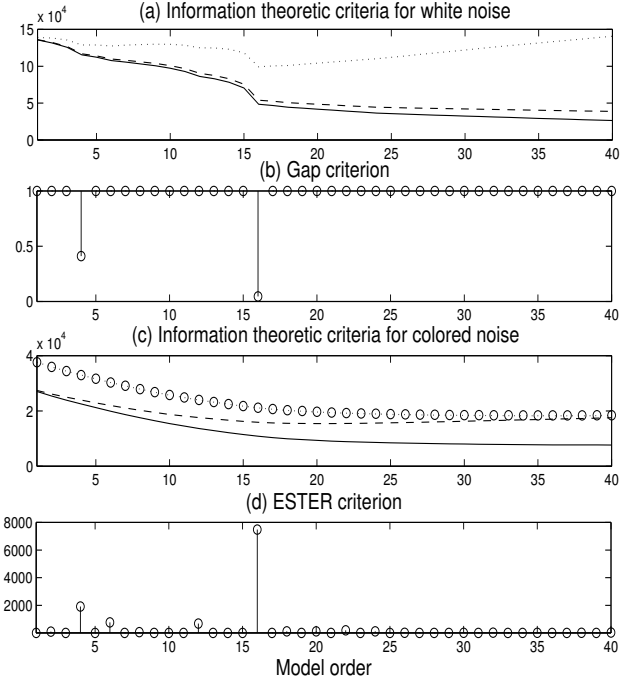 (a) Information theoretic criteria for white noise
x 10^4
15
10
5
0
5 10 15 20 25 30 35 40
(b) Gap criterion
1
0.5
0
5 10 15 20 25 30 35 40
(c) Information theoretic criteria for colored noise
x 10^4
4
2
0
5 10 15 20 25 30 35 40
(d) ESTER criterion
8000
6000
4000
2000
5 10 15 20 25 30 35 40
Model order